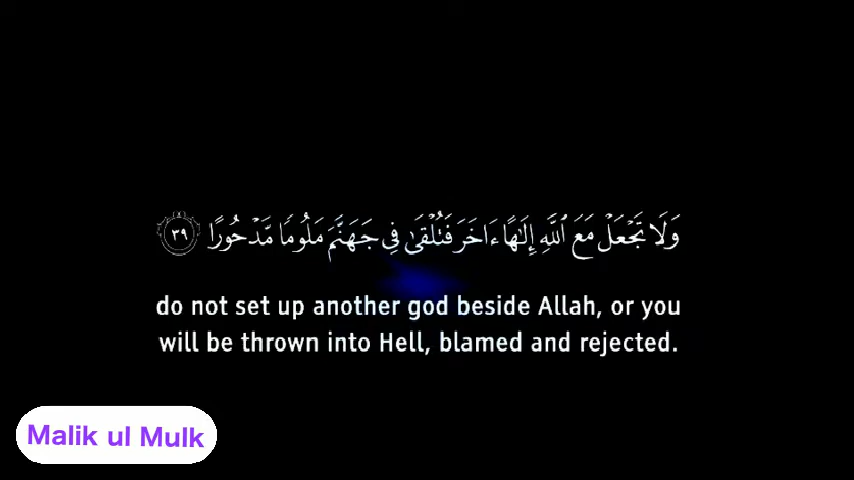 وَلَا تَجْعَلْ مَعَ ٱللَّهِ إِلَـٰهًا ءَاخَرَ فَتُلْقَىٰ فِى جَهَنَّمَ مَلُومًا مَّدْحُورًا ٣٩
do not set up another god beside Allah, or you
will be thrown into Hell, blamed and rejected.
Malik ul Mulk